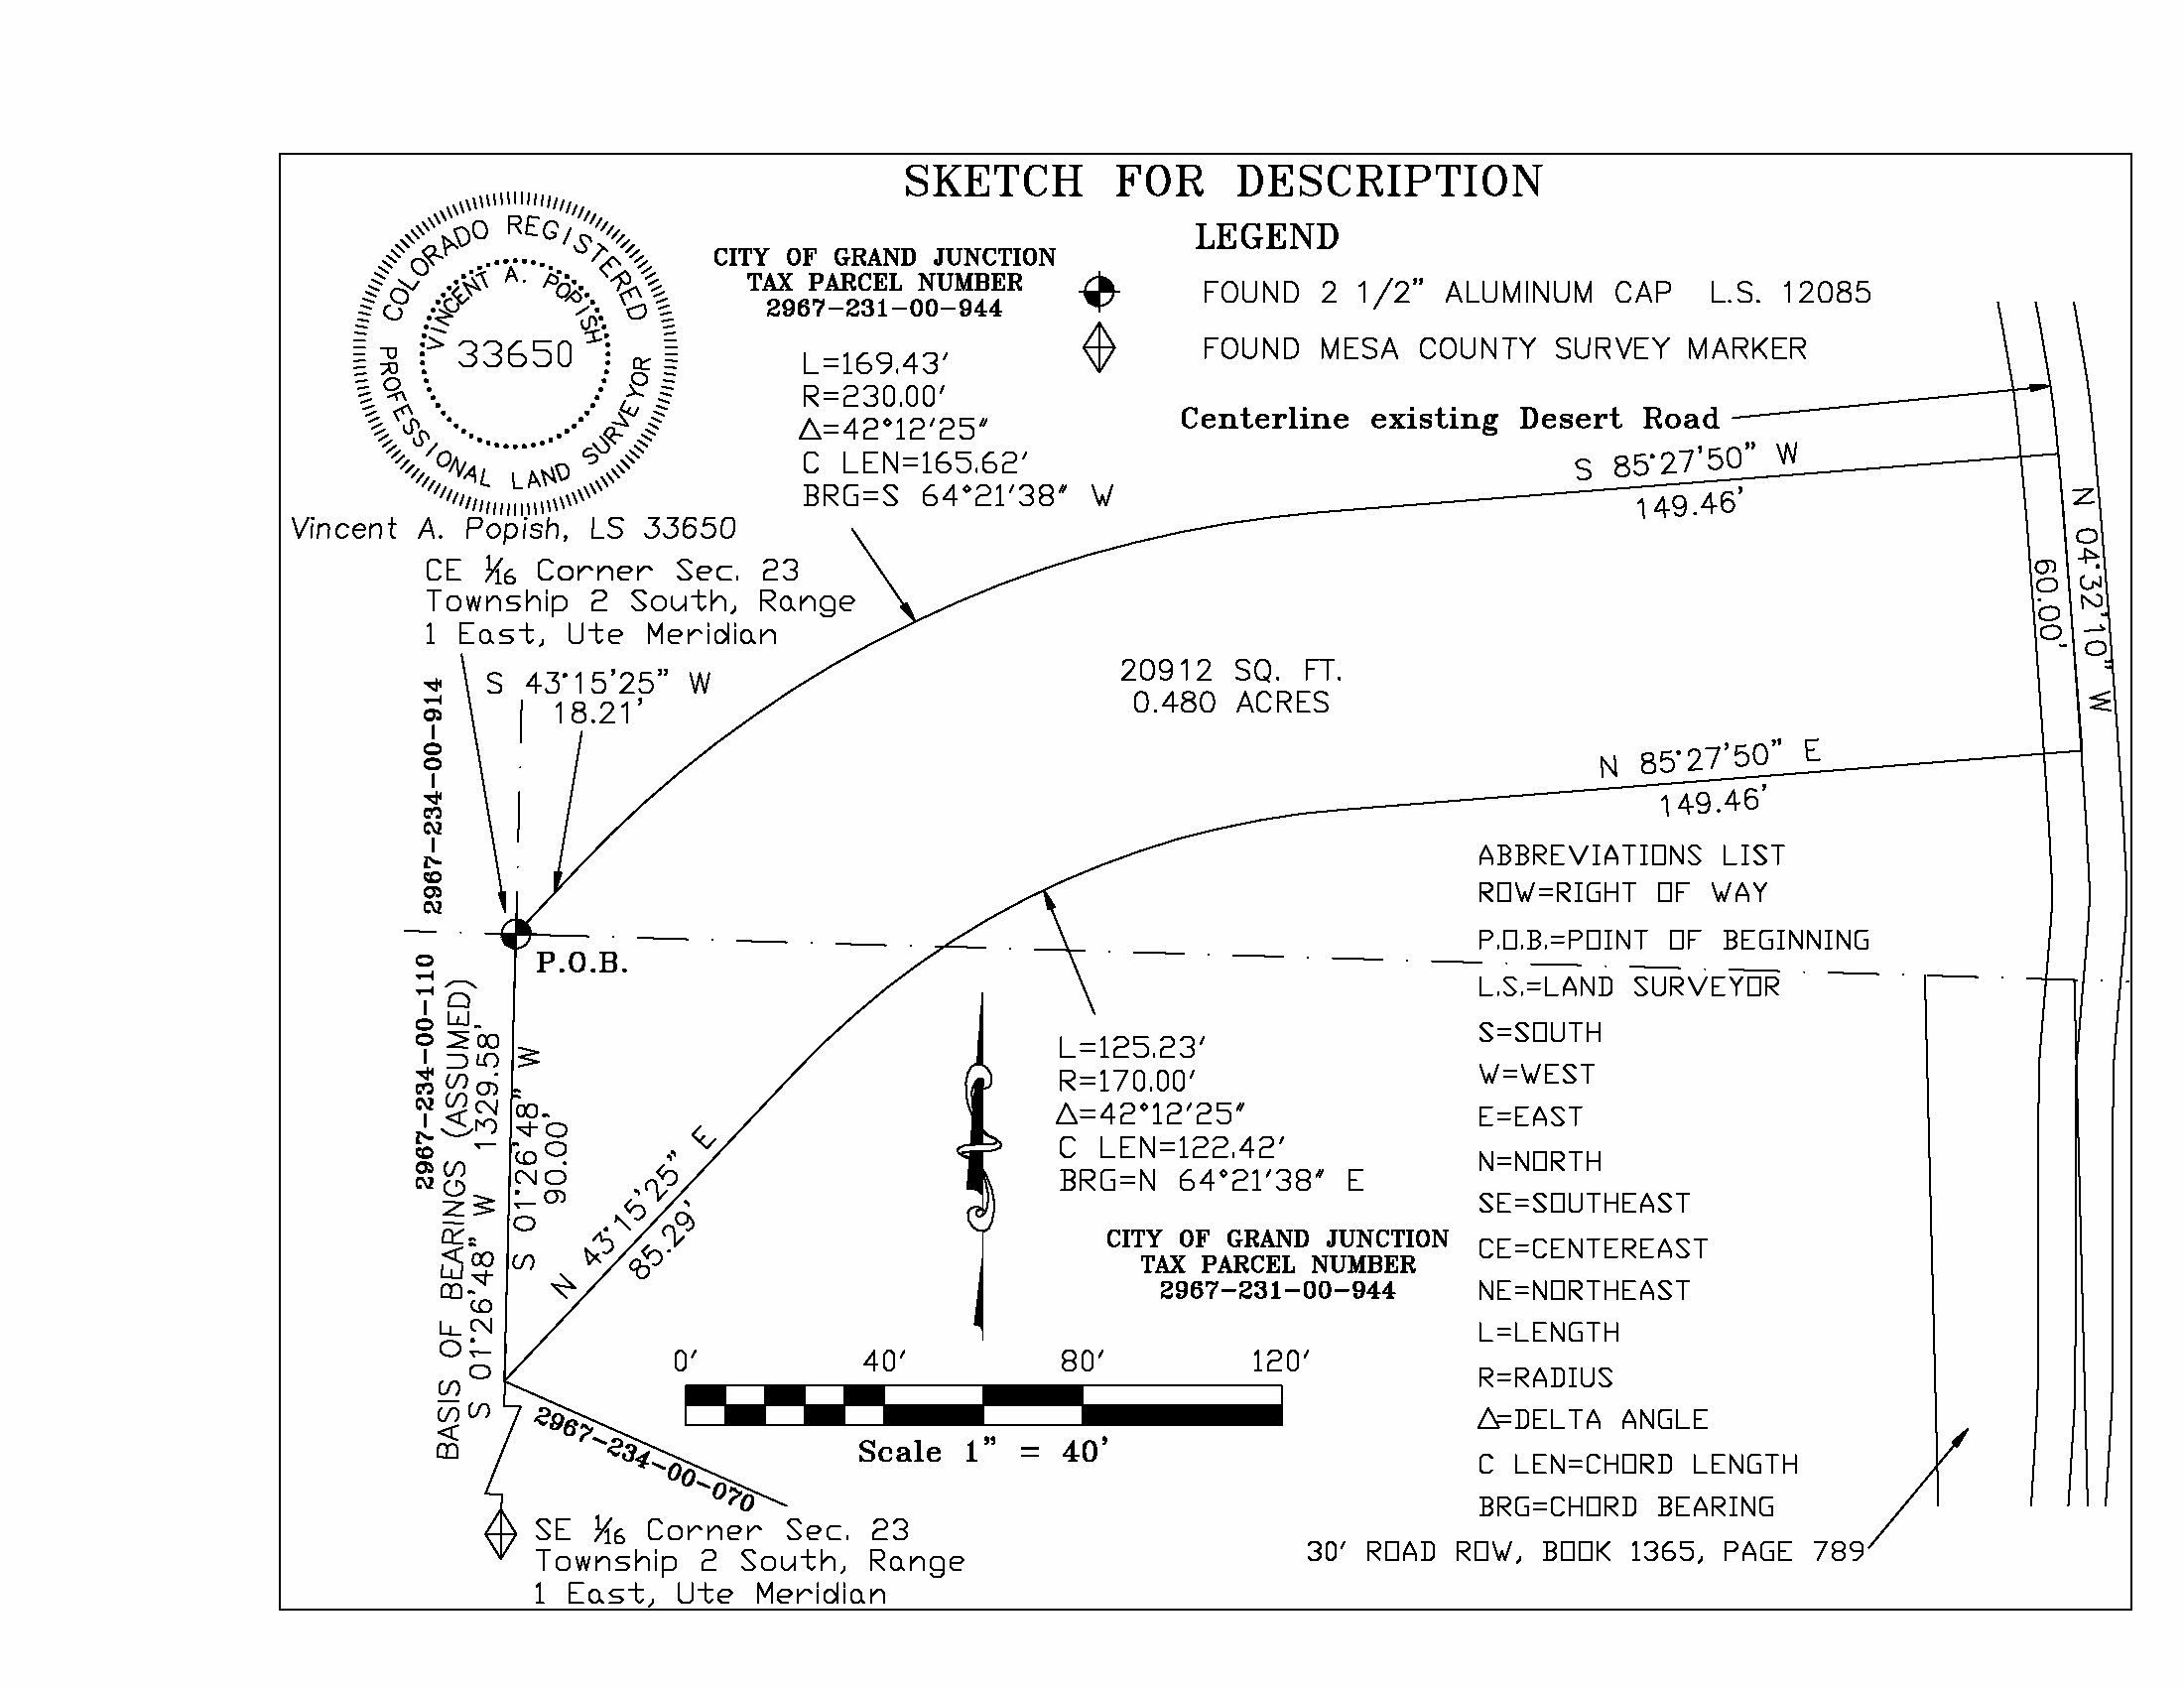 SKETCH FOR DESCRIPTION
COLORADO REGISTERED
PROFESSIONAL LAND SURVEYOR
VINCENT A. POPISH
33650
Vincent A. Popish, LS 33650
CITY OF GRAND JUNCTION
TAX PARCEL NUMBER
2967-231-00-944
LEGEND
FOUND 2 1/2" ALUMINUM CAP L.S. 12085
FOUND MESA COUNTY SURVEY MARKER
Centerline existing Desert Road
L=169.43'
R=230.00'
Δ=42°12'25"
C LEN=165.62'
BRG=S 64°21'38" W
S 85°27'50" W
149.46'
N 04°32'10" W
60.00'
CE 1/16 Corner Sec. 23
Township 2 South, Range
1 East, Ute Meridian
S 43°15'25" W
18.21'
2967-234-00-914
20912 SQ. FT.
0.480 ACRES
N 85°27'50" E
149.46'
P.O.B.
2967-234-00-110
BASIS OF BEARINGS (ASSUMED)
S 01°26'48" W 1329.58'
S 01°26'48" W
90.00'
N 43°15'25" E
85.29'
L=125.23'
R=170.00'
Δ=42°12'25"
C LEN=122.42'
BRG=N 64°21'38" E
CITY OF GRAND JUNCTION
TAX PARCEL NUMBER
2967-231-00-944
ABBREVIATIONS LIST
ROW=RIGHT OF WAY
P.O.B.=POINT OF BEGINNING
L.S.=LAND SURVEYOR
S=SOUTH
W=WEST
E=EAST
N=NORTH
SE=SOUTHEAST
CE=CENTEREAST
NE=NORTHEAST
L=LENGTH
R=RADIUS
Δ=DELTA ANGLE
C LEN=CHORD LENGTH
BRG=CHORD BEARING
0' 40' 80' 120'
Scale 1" = 40'
2967-234-00-070
SE 1/16 Corner Sec. 23
Township 2 South, Range
1 East, Ute Meridian
30' ROAD ROW, BOOK 1365, PAGE 789